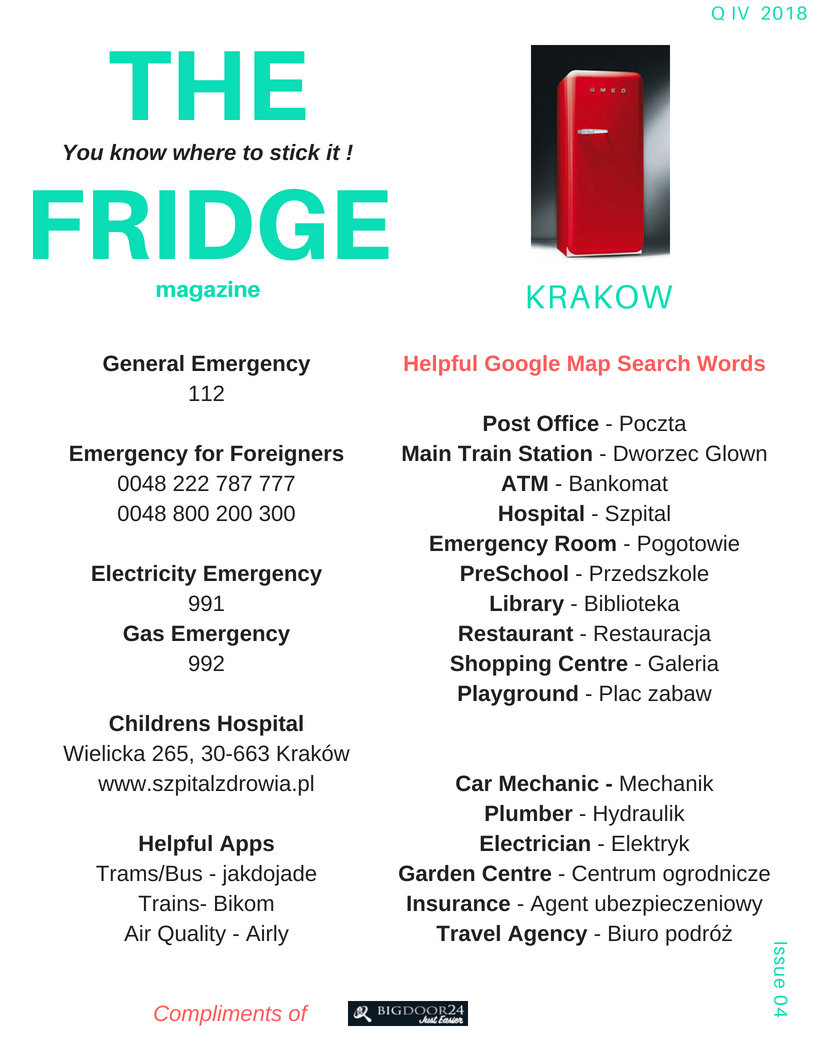 Q IV 2018
THE
You know where to stick it !
FRIDGE
magazine
SMEG
KRAKOW
General Emergency
112
Emergency for Foreigners
0048 222 787 777
0048 800 200 300
Electricity Emergency
991
Gas Emergency
992
Childrens Hospital
Wielicka 265, 30-663 Kraków
www.szpitalzdrowia.pl
Helpful Apps
Trams/Bus - jakdojade
Trains- Bikom
Air Quality - Airly
Helpful Google Map Search Words
Post Office - Poczta
Main Train Station - Dworzec Glown
ATM - Bankomat
Hospital - Szpital
Emergency Room - Pogotowie
PreSchool - Przedszkole
Library - Biblioteka
Restaurant - Restauracja
Shopping Centre - Galeria
Playground - Plac zabaw
Car Mechanic - Mechanik
Plumber - Hydraulik
Electrician - Elektryk
Garden Centre - Centrum ogrodnicze
Insurance - Agent ubezpieczeniowy
Travel Agency - Biuro podróż
Issue 04
Compliments of
BIGDOOR24
Just Easier